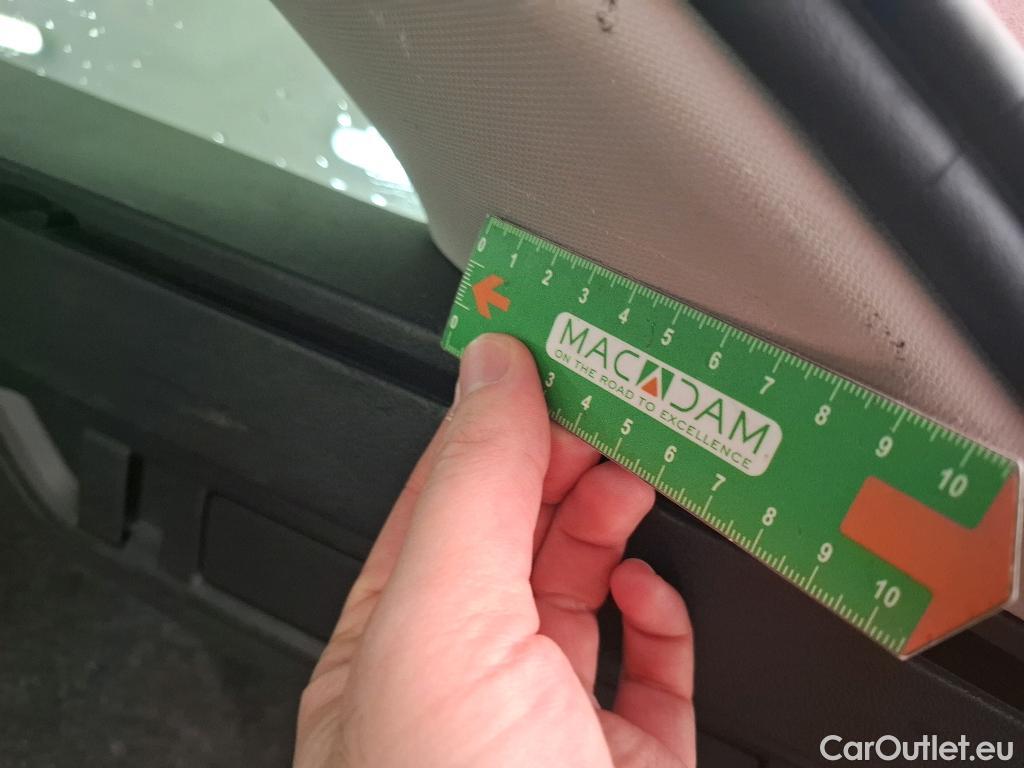 0 1 2 3 4 5 6 7 8 9 10
MACADAM
ON THE ROAD TO EXCELLENCE
0 3 4 5 6 7 8 9 10
CarOutlet.eu